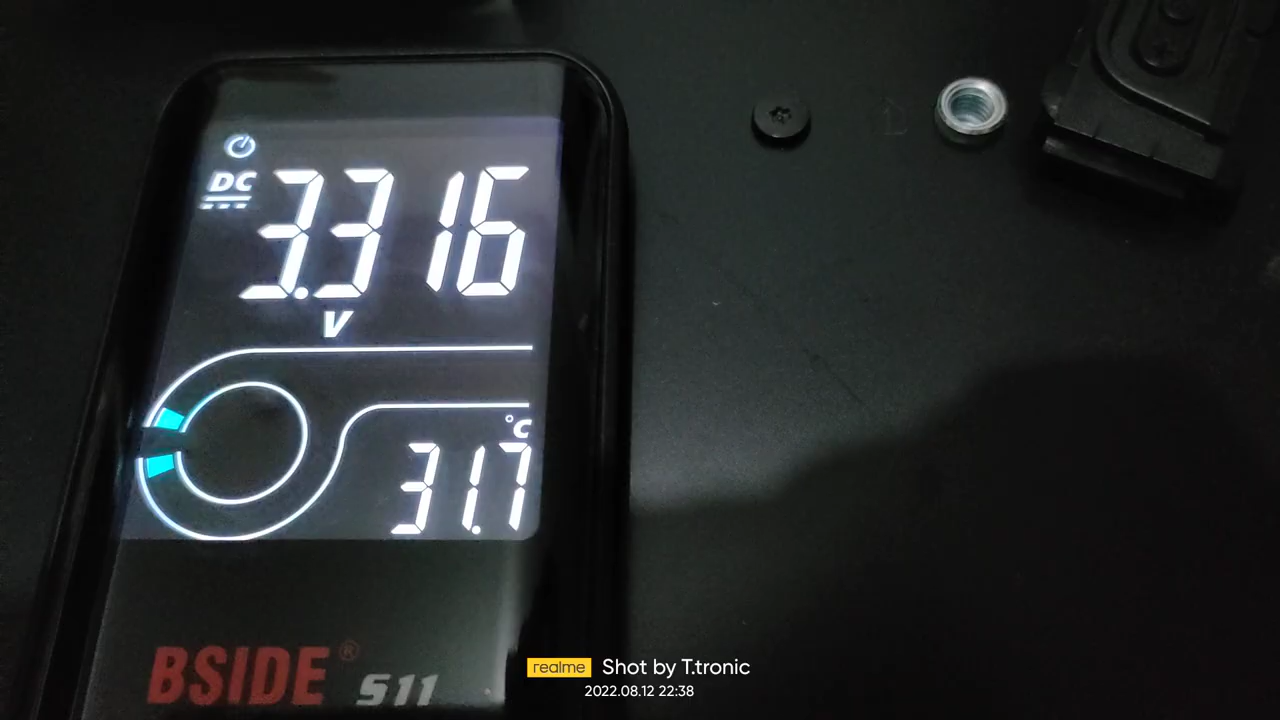 DC
3.316
V
°C
31.7
BSIDE® S11
realme Shot by T.tronic
2022.08.12 22:38